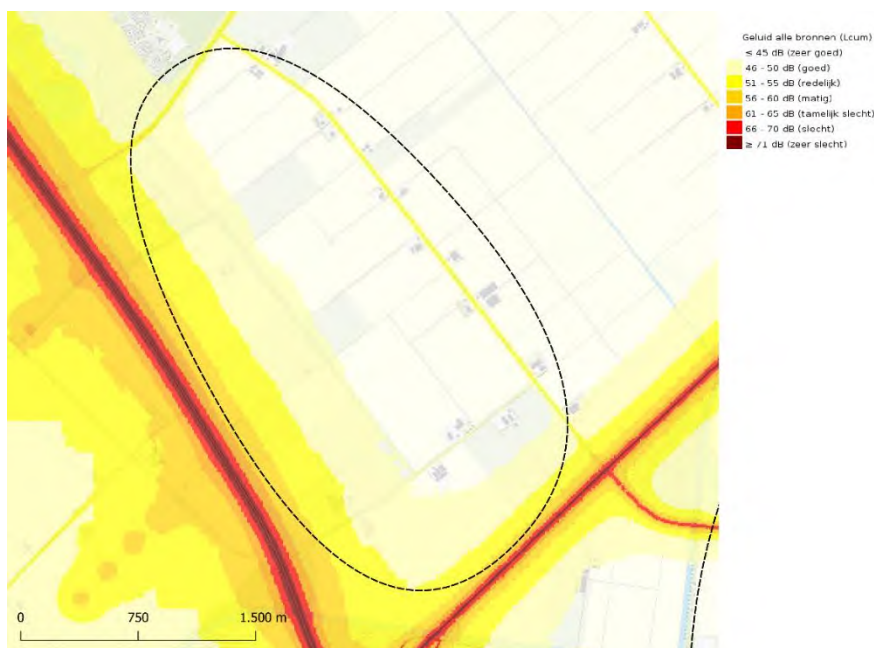 Geluid alle bronnen (Lcum)
≤ 45 dB (zeer goed)
46 - 50 dB (goed)
51 - 55 dB (redelijk)
56 - 60 dB (matig)
61 - 65 dB (tamelijk slecht)
66 - 70 dB (slecht)
≥ 71 dB (zeer slecht)
0 750 1.500 m